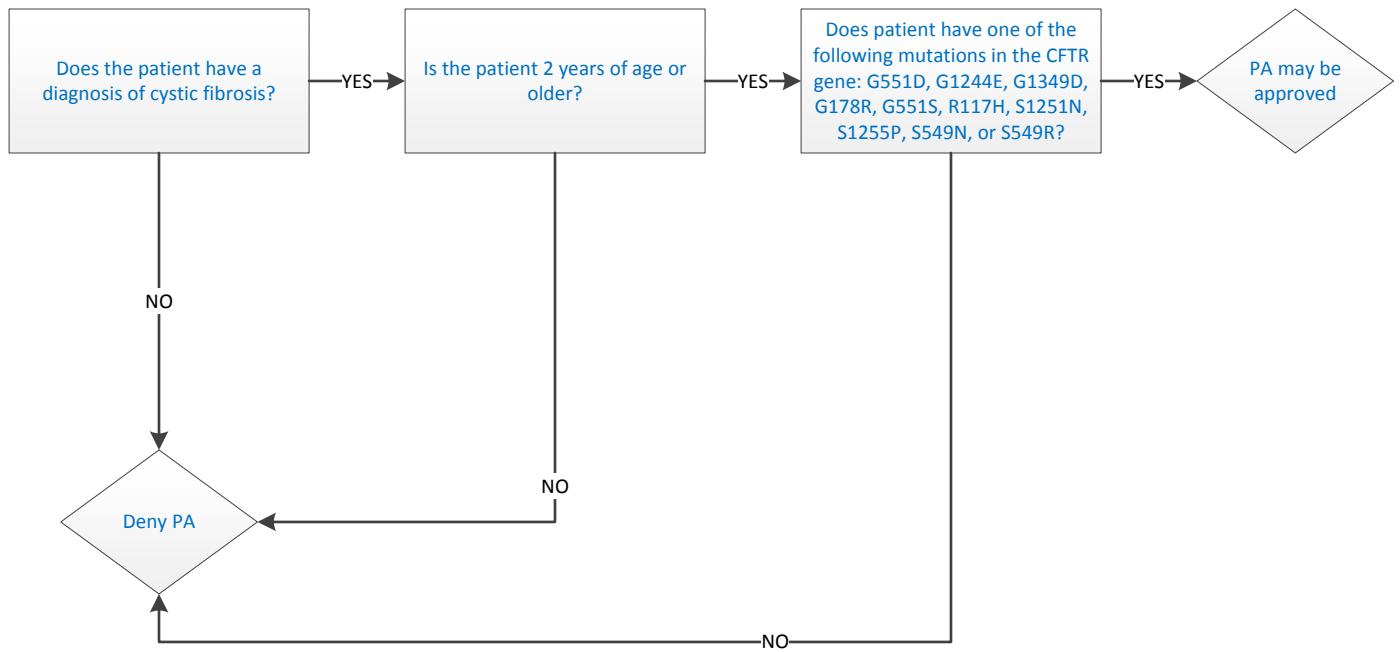 Does the patient have a
diagnosis of cystic fibrosis?
YES
Is the patient 2 years of age or
older?
YES
Does patient have one of the
following mutations in the CFTR
gene: G551D, G1244E, G1349D,
G178R, G551S, R117H, S1251N,
S1255P, S549N, or S549R?
YES
PA may be
approved
NO
NO
Deny PA
NO